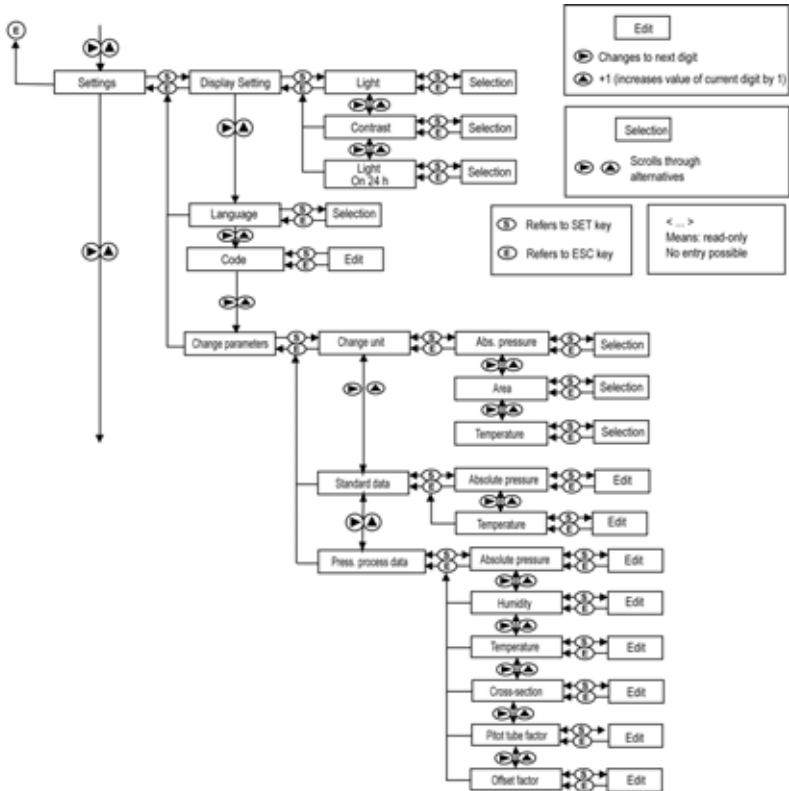 E
Edit
Changes to next digit
+1 (increases value of current digit by 1)
Settings
S
E
Display Setting
S
E
Light
S
E
Selection
Contrast
S
E
Selection
Selection
Scrolls through
alternatives
Light
On 24 h
S
E
Selection
Language
S
E
Selection
S Refers to SET key
E Refers to ESC key
< ... >
Means: read-only
No entry possible
Code
S
E
Edit
Change parameters
S
E
Change unit
S
E
Abs. pressure
S
E
Selection
Area
S
E
Selection
Temperature
S
E
Selection
Standard data
S
E
Absolute pressure
S
E
Edit
Temperature
S
E
Edit
Press. process data
S
E
Absolute pressure
S
E
Edit
Humidity
S
E
Edit
Temperature
S
E
Edit
Cross-section
S
E
Edit
Pitot tube factor
S
E
Edit
Offset factor
S
E
Edit